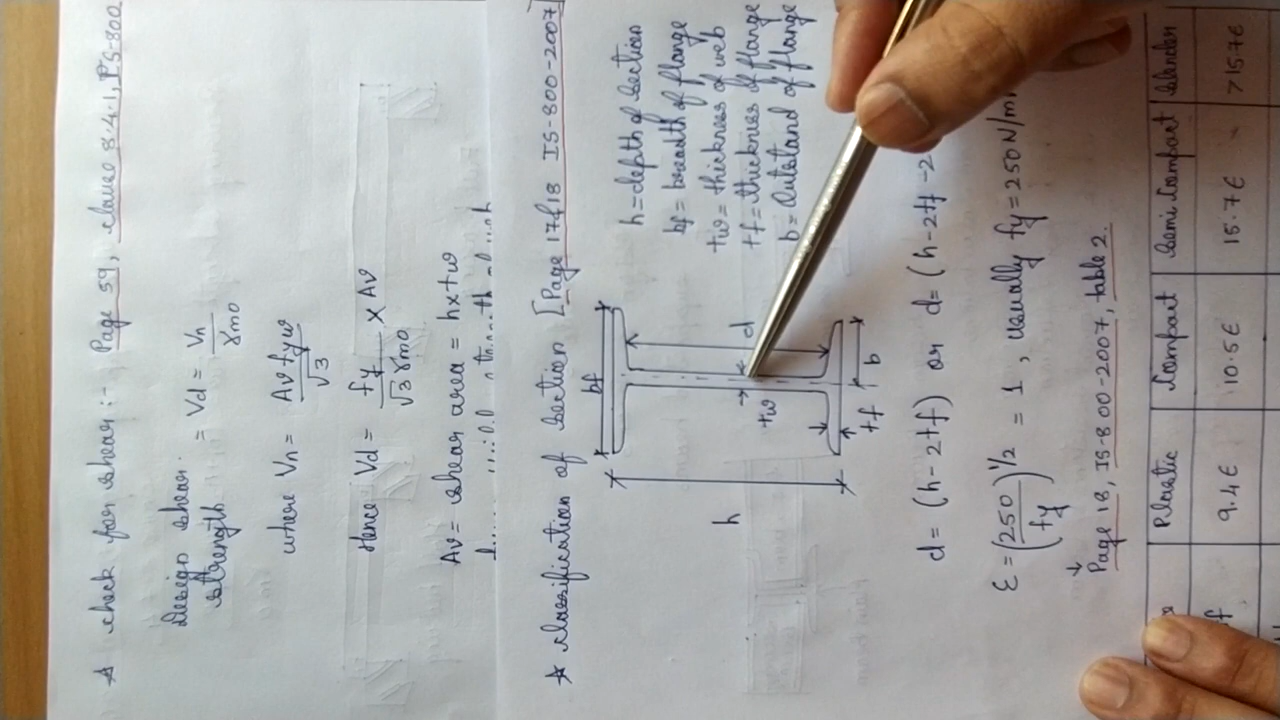 ☆ check for shear :- Page 59, clause 8.4.1, IS-800
Design shear strength = Vd = Vn / γmo
where Vn = Av fyw / √3
Hence Vd = fy / √3 γmo × Av
Av = shear area = h x tw
☆ classification of section [Page 17 & 18 IS-800-2007]
bf
h
d
tw
tf
b
h = depth of section
bf = breadth of flange
tw = thickness of web
tf = thickness of flange
b = outstand of flange
d = (h - 2tf) or d = (h - 2tf - 2
ε = (250 / fy)^1/2 = 1, usually fy = 250 N/m
↓
Page 18, IS-800-2007, table 2.
Plastic Compact Semi Compact Slender
f 9.4ε 10.5ε 15.7ε >15.7ε